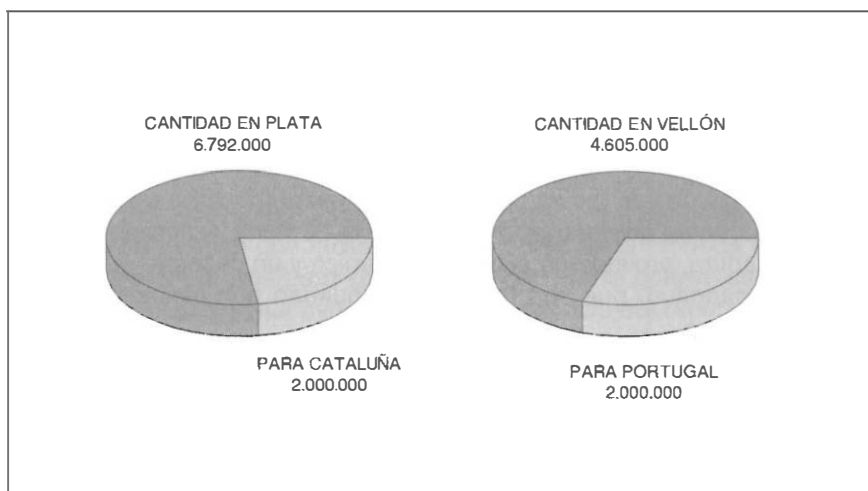 CANTIDAD EN PLATA
6.792.000
CANTIDAD EN VELLÓN
4.605.000
PARA CATALUÑA
2.000.000
PARA PORTUGAL
2.000.000